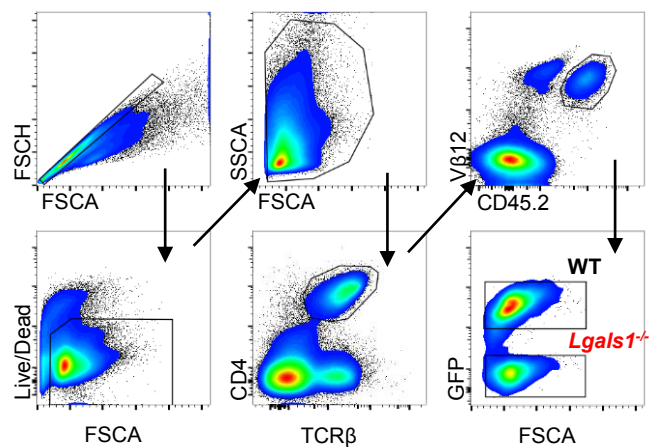 FSCH
FSCA
SSCA
FSCA
Vβ12
CD45.2
Live/Dead
FSCA
CD4
TCRβ
WT
Lgals1-/-
GFP
FSCA